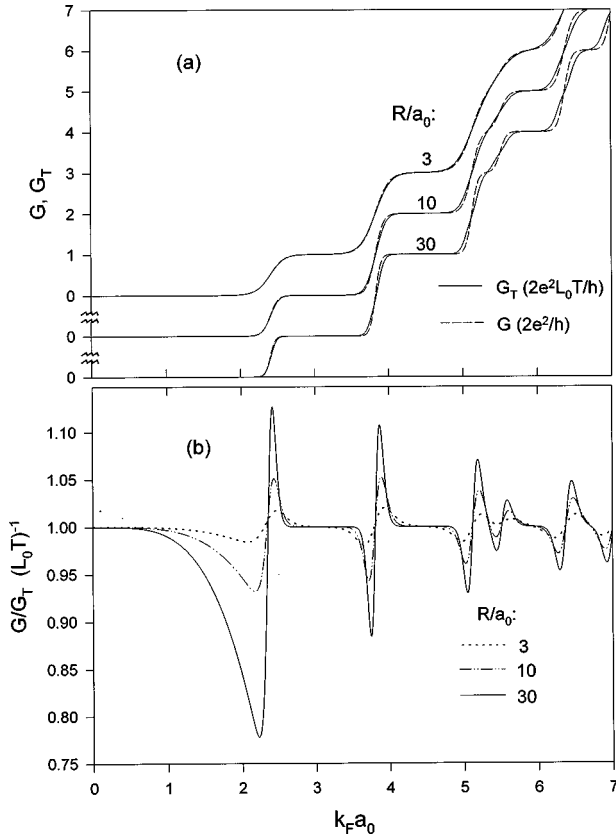 7
(a)
6
5
R/a₀:
4
3
3
G, G_T
10
2
30
1
G_T (2e²L₀T/h)
0
G (2e²/h)
0
0
1.10
(b)
1.05
1.00
G/G_T (L₀T)⁻¹
0.95
R/a₀:
0.90
3
0.85
10
0.80
30
0.75
0 1 2 3 4 5 6 7
k_F a₀